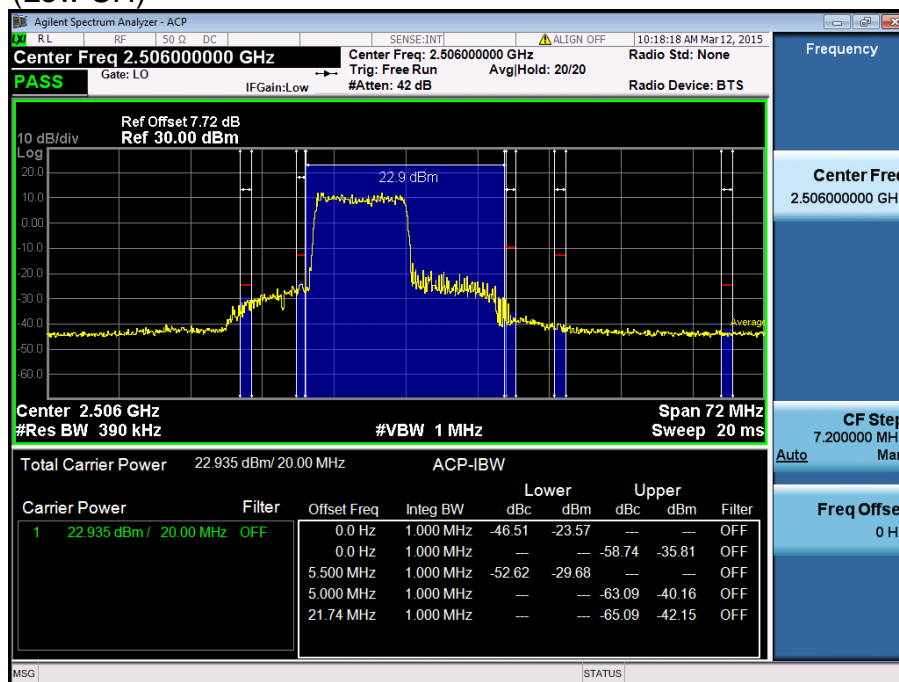 Agilent Spectrum Analyzer - ACP
LXI RL RF 50 Ω DC SENSE:INT ALIGN OFF 10:18:18 AM Mar 12, 2015
Center Freq 2.506000000 GHz
Center Freq: 2.506000000 GHz Radio Std: None
Gate: LO Trig: Free Run Avg|Hold: 20/20
PASS IFGain:Low #Atten: 42 dB Radio Device: BTS
Frequency
Ref Offset 7.72 dB
10 dB/div Ref 30.00 dBm
Log
22.9 dBm
20.0
10.0
0.00
-10.0
-20.0
-30.0
-40.0
Average
-50.0
-60.0
Center Freq
2.506000000 GH
Center 2.506 GHz Span 72 MHz
#Res BW 390 kHz #VBW 1 MHz Sweep 20 ms
CF Step
7.200000 MH
Auto Ma
Total Carrier Power 22.935 dBm/ 20.00 MHz ACP-IBW
Lower Upper
Carrier Power Filter Offset Freq Integ BW dBc dBm dBc dBm Filter
1 22.935 dBm / 20.00 MHz OFF 0.0 Hz 1.000 MHz -46.51 -23.57 --- --- OFF
0.0 Hz 1.000 MHz --- --- -58.74 -35.81 OFF
5.500 MHz 1.000 MHz -52.62 -29.68 --- --- OFF
5.000 MHz 1.000 MHz --- --- -63.09 -40.16 OFF
21.74 MHz 1.000 MHz --- --- -65.09 -42.15 OFF
Freq Offse
0 H
MSG STATUS